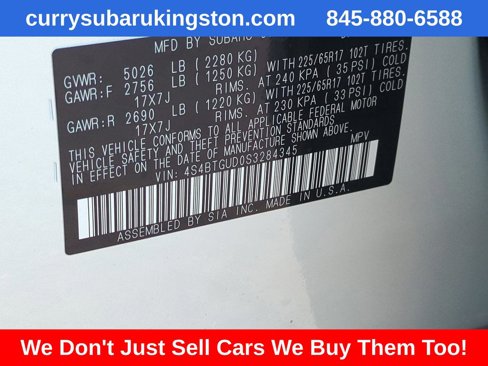 currysubarukingston.com 845-880-6588
MFD BY SUBARU
GVWR: 5026 LB (2280 KG)
GAWR:F 2756 LB (1250 KG) WITH 225/65R17 102T TIRES.
17X7J RIMS. AT 240 KPA (35 PSI) COLD
GAWR:R 2690 LB (1220 KG) WITH 225/65R17 102T TIRES.
17X7J RIMS. AT 230 KPA (33 PSI) COLD
THIS VEHICLE CONFORMS TO ALL APPLICABLE FEDERAL MOTOR
VEHICLE SAFETY AND THEFT PREVENTION STANDARDS
IN EFFECT ON THE DATE OF MANUFACTURE SHOWN ABOVE.
VIN: 4S4BTGUD0S3284345 MPV
ASSEMBLED BY SIA INC. MADE IN U.S.A.
We Don't Just Sell Cars We Buy Them Too!